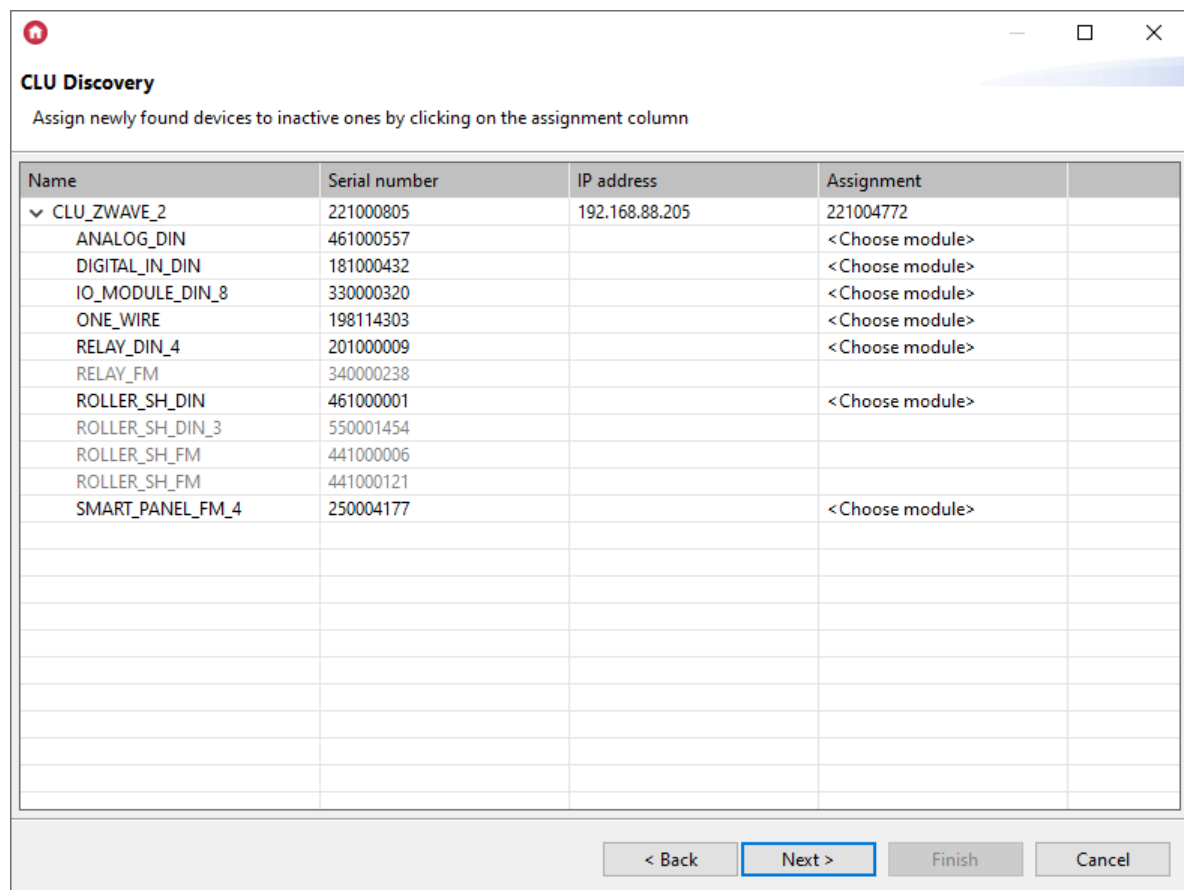 CLU Discovery
Assign newly found devices to inactive ones by clicking on the assignment column
Name Serial number IP address Assignment
CLU_ZWAVE_2 221000805 192.168.88.205 221004772
ANALOG_DIN 461000557 <Choose module>
DIGITAL_IN_DIN 181000432 <Choose module>
IO_MODULE_DIN_8 330000320 <Choose module>
ONE_WIRE 198114303 <Choose module>
RELAY_DIN_4 201000009 <Choose module>
RELAY_FM 340000238
ROLLER_SH_DIN 461000001 <Choose module>
ROLLER_SH_DIN_3 550001454
ROLLER_SH_FM 441000006
ROLLER_SH_FM 441000121
SMART_PANEL_FM_4 250004177 <Choose module>
< Back Next > Finish Cancel